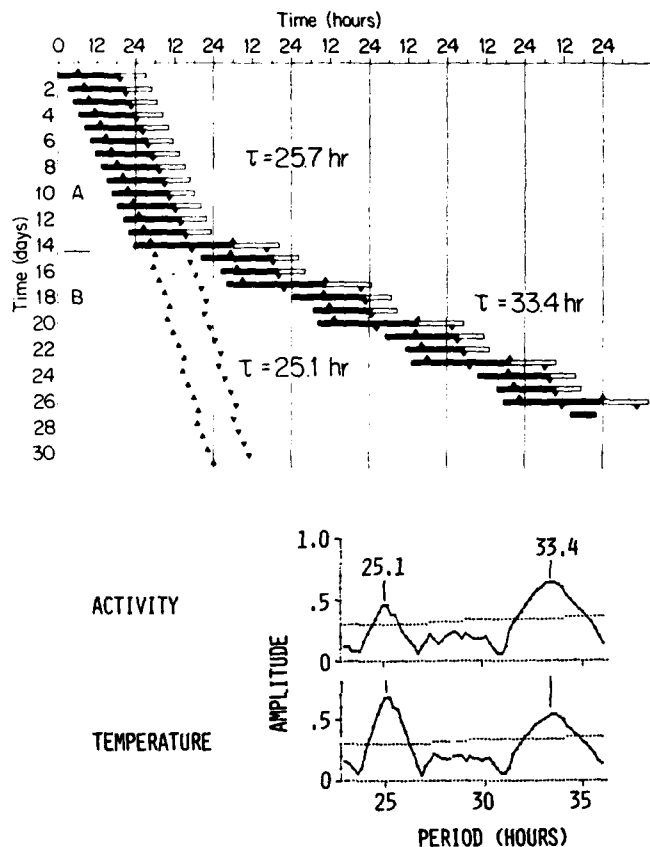 Time (hours)
0 12 24 12 24 12 24 12 24 12 24 12 24 12 24
2
4
6
τ = 25.7 hr
8
10 A
12
14
16
B
18
τ = 33.4 hr
20
22
τ = 25.1 hr
24
26
28
30
Time (days)
1.0
33.4
25.1
ACTIVITY
.5
0
AMPLITUDE
TEMPERATURE
.5
0
25 30 35
PERIOD (HOURS)